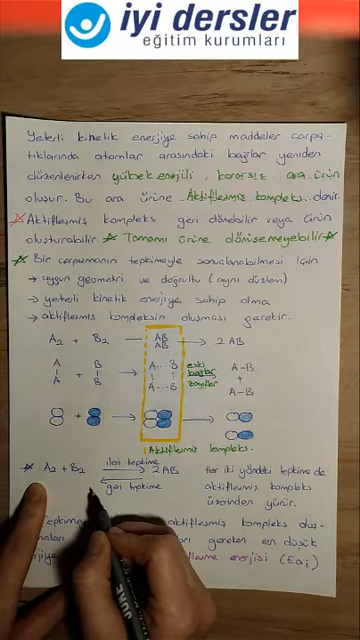 iyi dersler
eğitim kurumları
Yeterli kinetik enerjiye sahip maddeler çarpış-
tıklarında atomlar arasındaki bağlar yeniden
düzenlenirken yüksek enerjili, kararsız ara ürün
oluşur. Bu ara ürüne Aktifleşmiş kompleks denir.
Aktifleşmiş kompleks geri dönebilir veya ürün
oluşturabilir. Tamamı ürüne dönüşemeyebilir
Bir çarpışmanın tepkimeyle sonuçlanabilmesi için
→ uygun geometri ve doğrultu (aynı düzlem)
→ yeterli kinetik enerjiye sahip olma
→ aktifleşmiş kompleksin oluşması gerekir.
A2 + B2 → AB AB → 2 AB
A + B → A...B eski A-B
A B A...B bağlar +
zayıflar A-B
Aktifleşmiş kompleks.
A2 + B2 ileri tepkime 2AB Her iki yöndeki tepkime de
geri tepkime aktifleşmiş kompleks
üzerinden yürür.
aktifleşmiş kompleks oluş-
gereken en düşük
enerjisi (Eai)